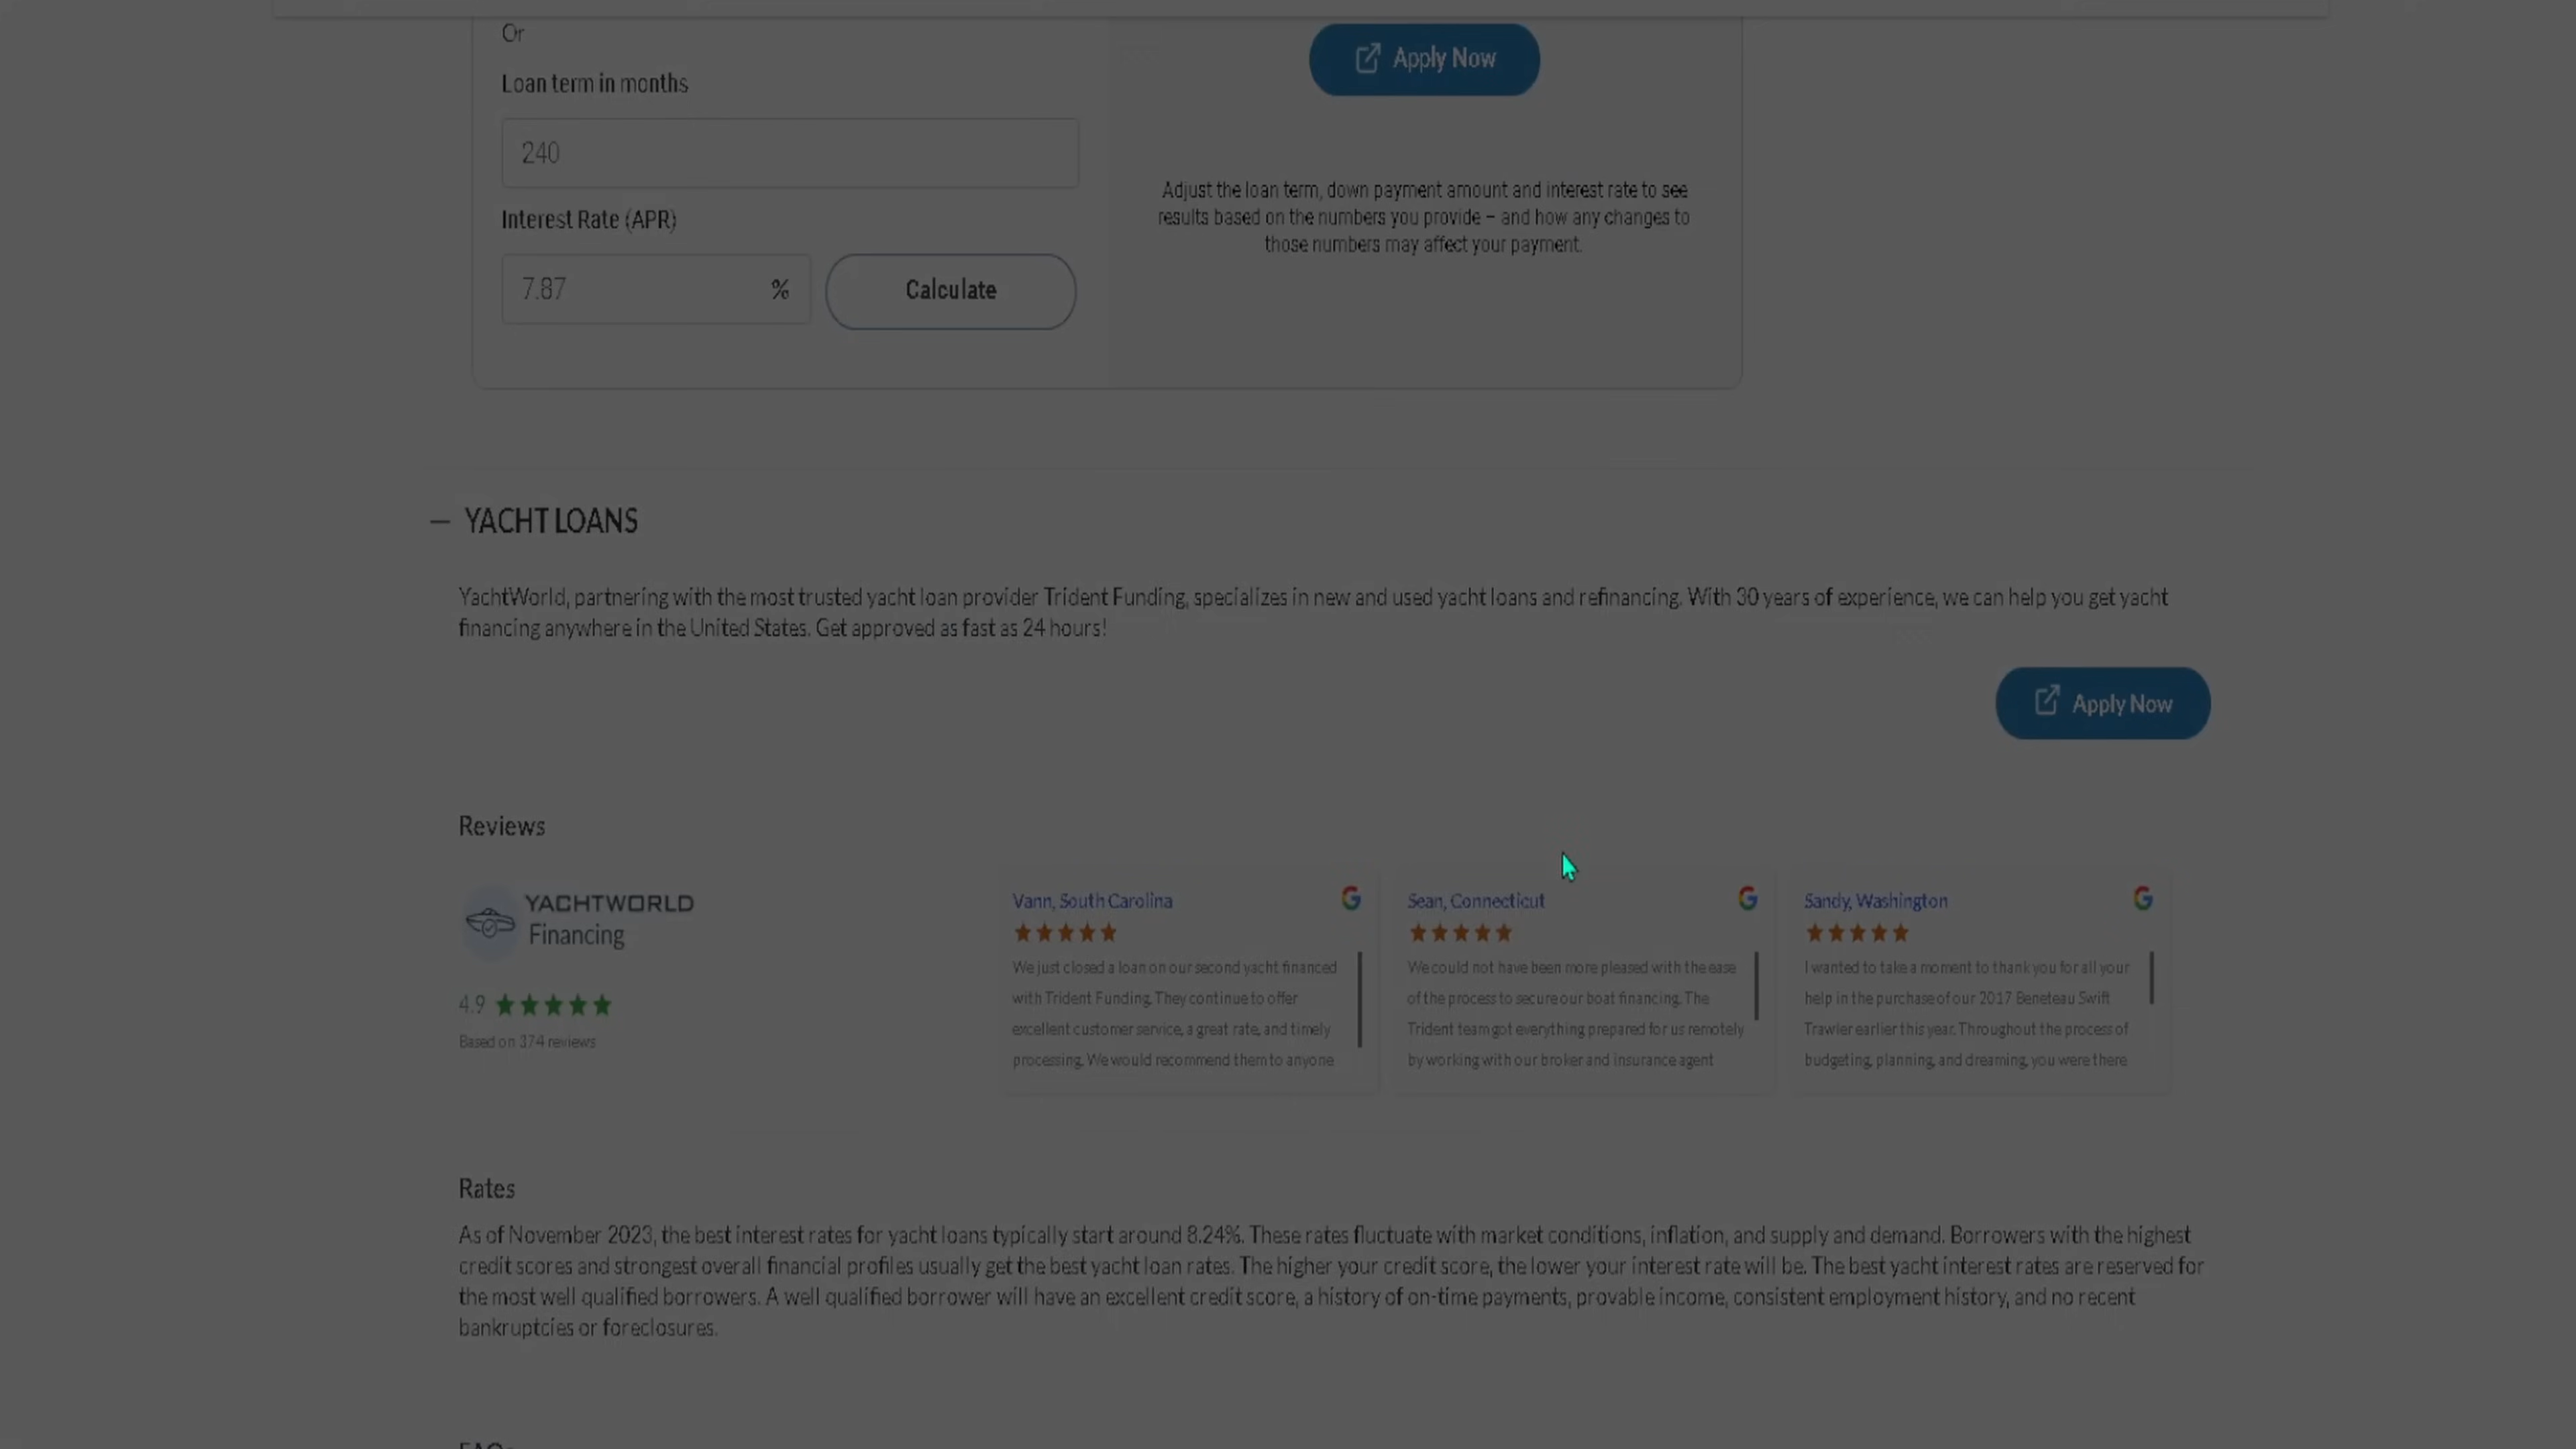 Or
Loan term in months
240
Interest Rate (APR)
7.87 %
Calculate
Apply Now
Adjust the loan term, down payment amount and interest rate to see
results based on the numbers you provide – and how any changes to
those numbers may affect your payment.
— YACHT LOANS
YachtWorld, partnering with the most trusted yacht loan provider Trident Funding, specializes in new and used yacht loans and refinancing. With 30 years of experience, we can help you get yacht
financing anywhere in the United States. Get approved as fast as 24 hours!
Apply Now
Reviews
YACHTWORLD
Financing
4.9
Based on 374 reviews
Vann, South Carolina
We just closed a loan on our second yacht financed
with Trident Funding. They continue to offer
excellent customer service, a great rate, and timely
processing. We would recommend them to anyone
Sean, Connecticut
We could not have been more pleased with the ease
of the process to secure our boat financing. The
Trident team got everything prepared for us remotely
by working with our broker and insurance agent
Sandy, Washington
I wanted to take a moment to thank you for all your
help in the purchase of our 2017 Beneteau Swift
Trawler earlier this year. Throughout the process of
budgeting, planning, and dreaming, you were there
Rates
As of November 2023, the best interest rates for yacht loans typically start around 8.24%. These rates fluctuate with market conditions, inflation, and supply and demand. Borrowers with the highest
credit scores and strongest overall financial profiles usually get the best yacht loan rates. The higher your credit score, the lower your interest rate will be. The best yacht interest rates are reserved for
the most well qualified borrowers. A well qualified borrower will have an excellent credit score, a history of on-time payments, provable income, consistent employment history, and no recent
bankruptcies or foreclosures.